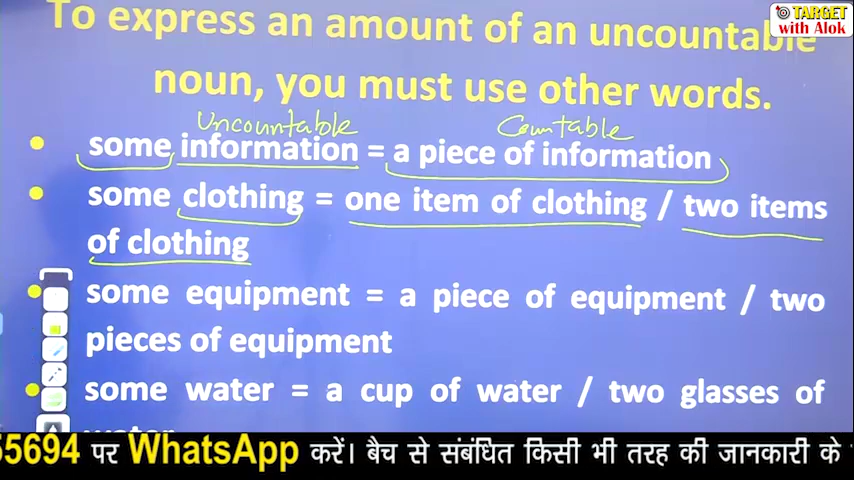 TARGET
with Alok
To express an amount of an uncountable
noun, you must use other words.
Uncountable Countable
• some information = a piece of information
• some clothing = one item of clothing / two items
of clothing
• some equipment = a piece of equipment / two
pieces of equipment
• some water = a cup of water / two glasses of
water
55694 पर WhatsApp करें। बैच से संबंधित किसी भी तरह की जानकारी के